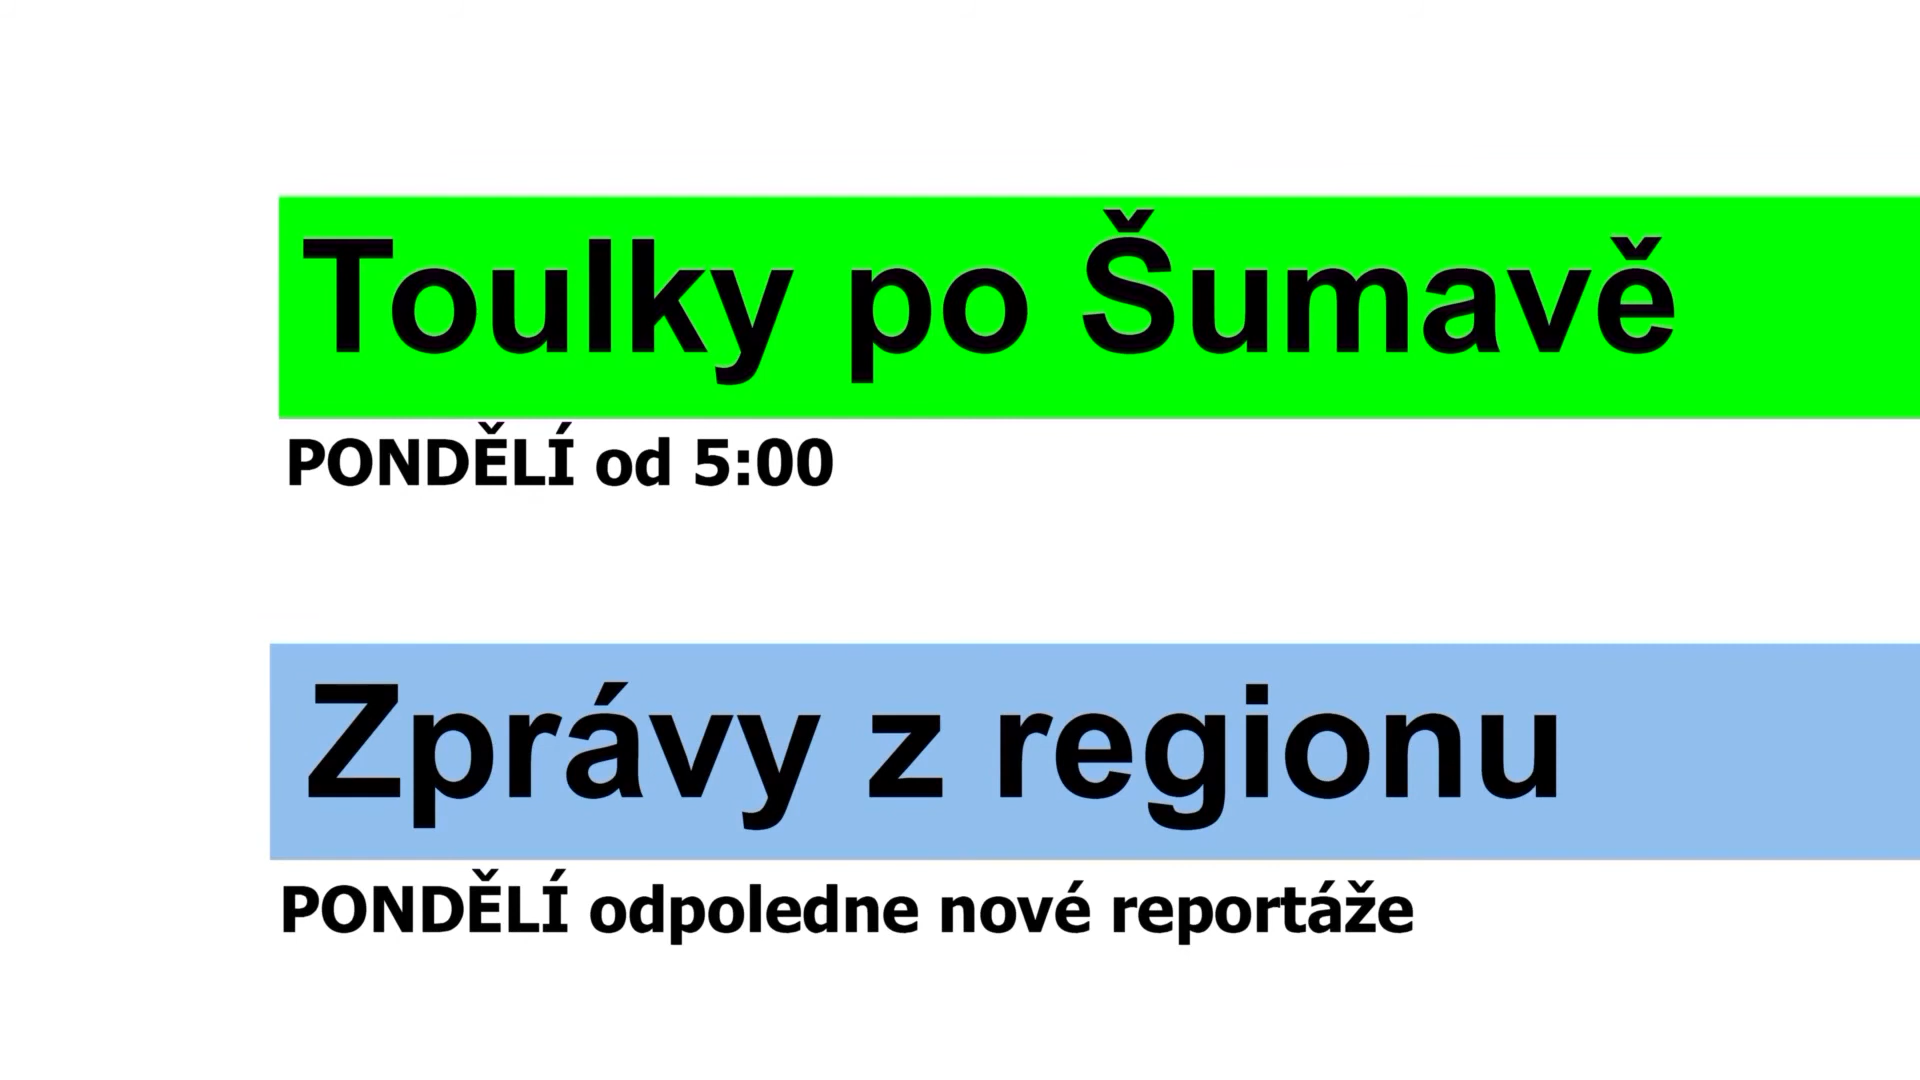 Toulky po Šumavě
PONDĚLÍ od 5:00
Zprávy z regionu
PONDĚLÍ odpoledne nové reportáže